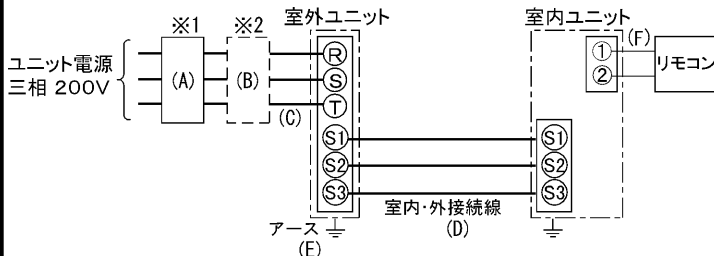 室外ユニット
室内ユニット
※1
※2
ユニット電源
三相 200V
(A)
(B)
(C)
R
S
T
S1
S2
S3
室内・外接続線
(D)
アース
(E)
1
2
(F)
リモコン
S1
S2
S3